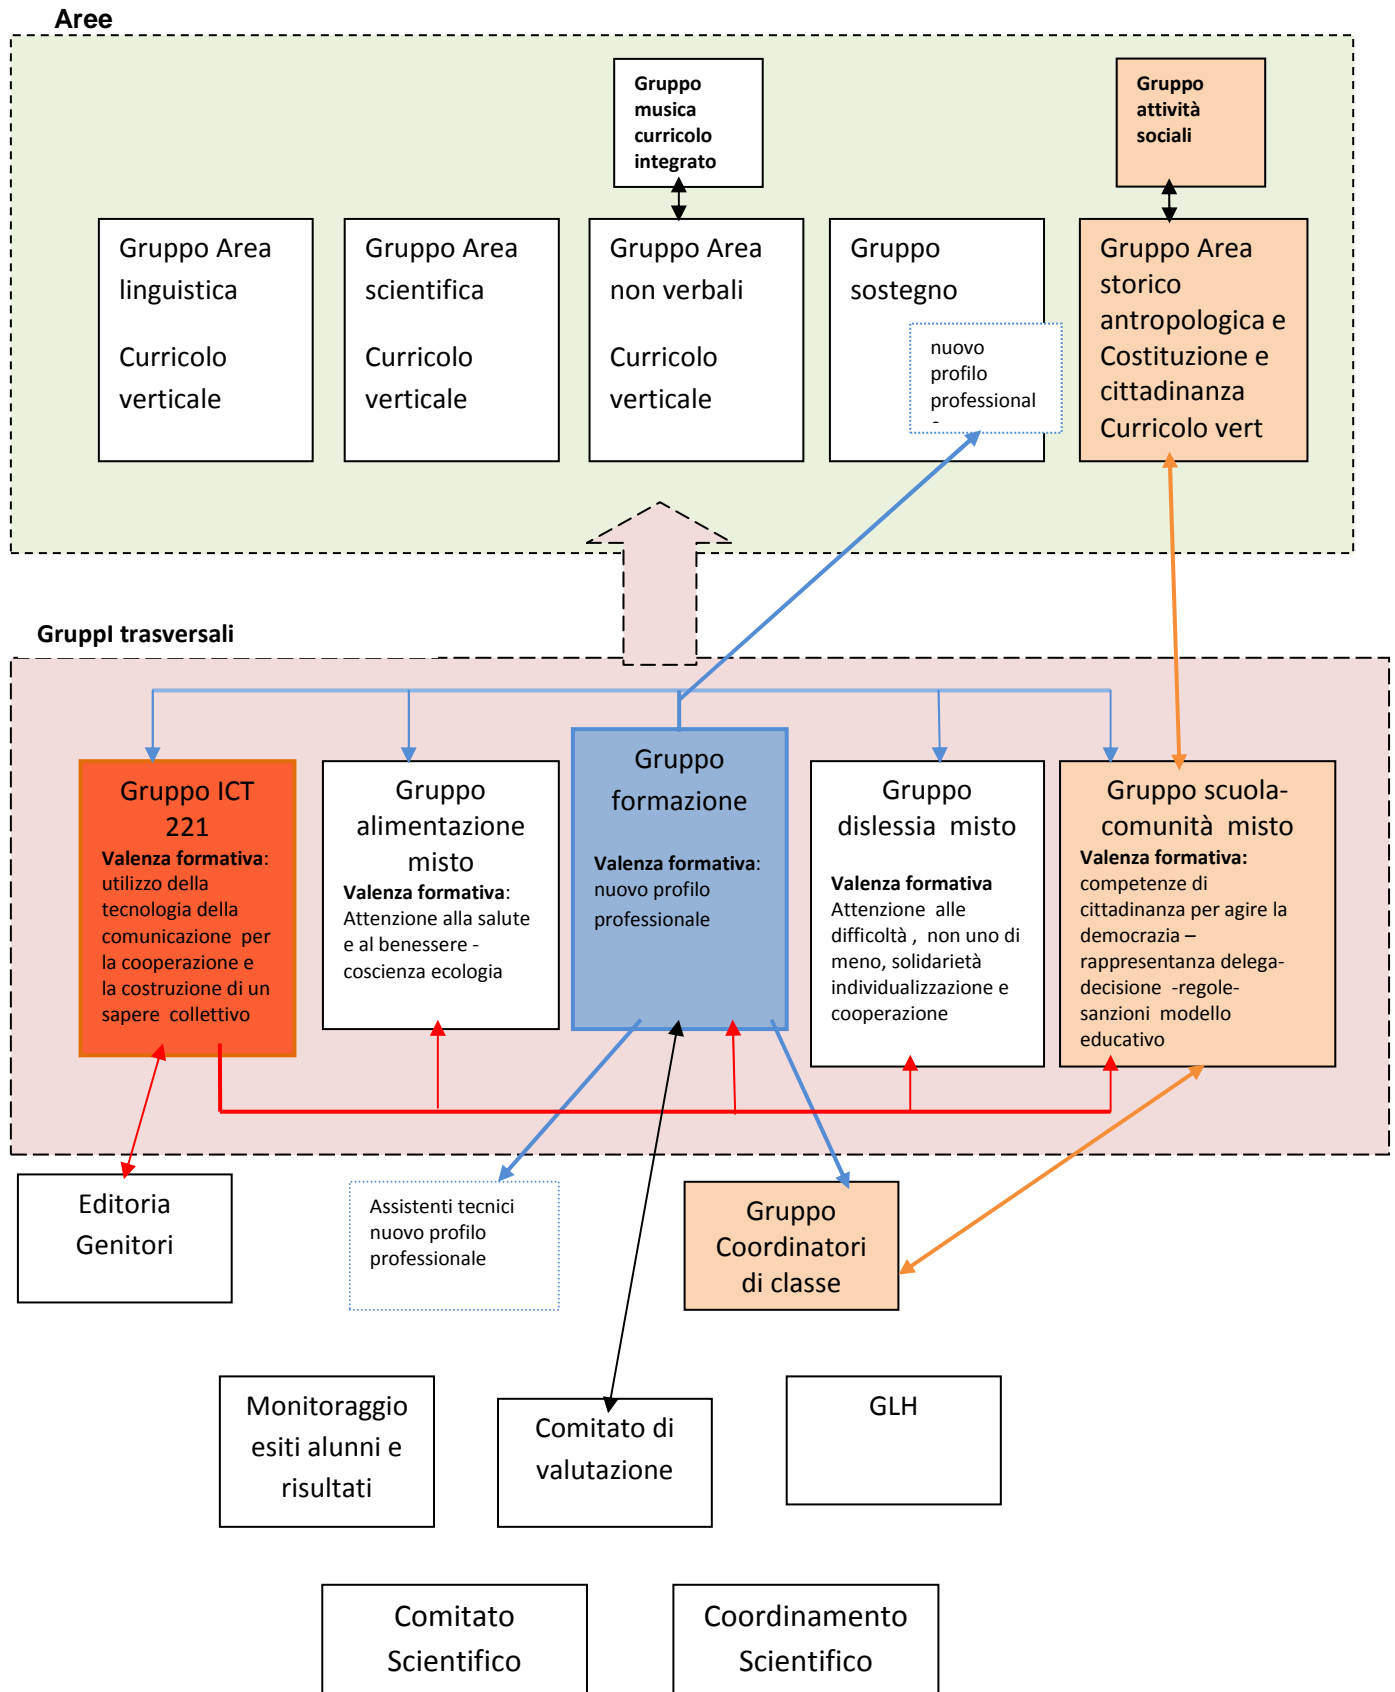 Aree
Gruppo
musica
curricolo
integrato
Gruppo
attività
sociali
Gruppo Area
linguistica
Curricolo
verticale
Gruppo Area
scientifica
Curricolo
verticale
Gruppo Area
non verbali
Curricolo
verticale
Gruppo
sostegno
nuovo
profilo
professional
Gruppo Area
storico
antropologica e
Costituzione e
cittadinanza
Curricolo vert
GruppI trasversali
Gruppo ICT
221
Valenza formativa:
utilizzo della
tecnologia della
comunicazione per
la cooperazione e
la costruzione di un
sapere collettivo
Gruppo
alimentazione
misto
Valenza formativa:
Attenzione alla salute
e al benessere -
coscienza ecologia
Gruppo
formazione
Valenza formativa:
nuovo profilo
professionale
Gruppo
dislessia misto
Valenza formativa
Attenzione alle
difficoltà , non uno di
meno, solidarietà
individualizzazione e
cooperazione
Gruppo scuola-
comunità misto
Valenza formativa:
competenze di
cittadinanza per agire la
democrazia –
rappresentanza delega-
decisione -regole-
sanzioni modello
educativo
Editoria
Genitori
Assistenti tecnici
nuovo profilo
professionale
Gruppo
Coordinatori
di classe
Monitoraggio
esiti alunni e
risultati
Comitato di
valutazione
GLH
Comitato
Scientifico
Coordinamento
Scientifico